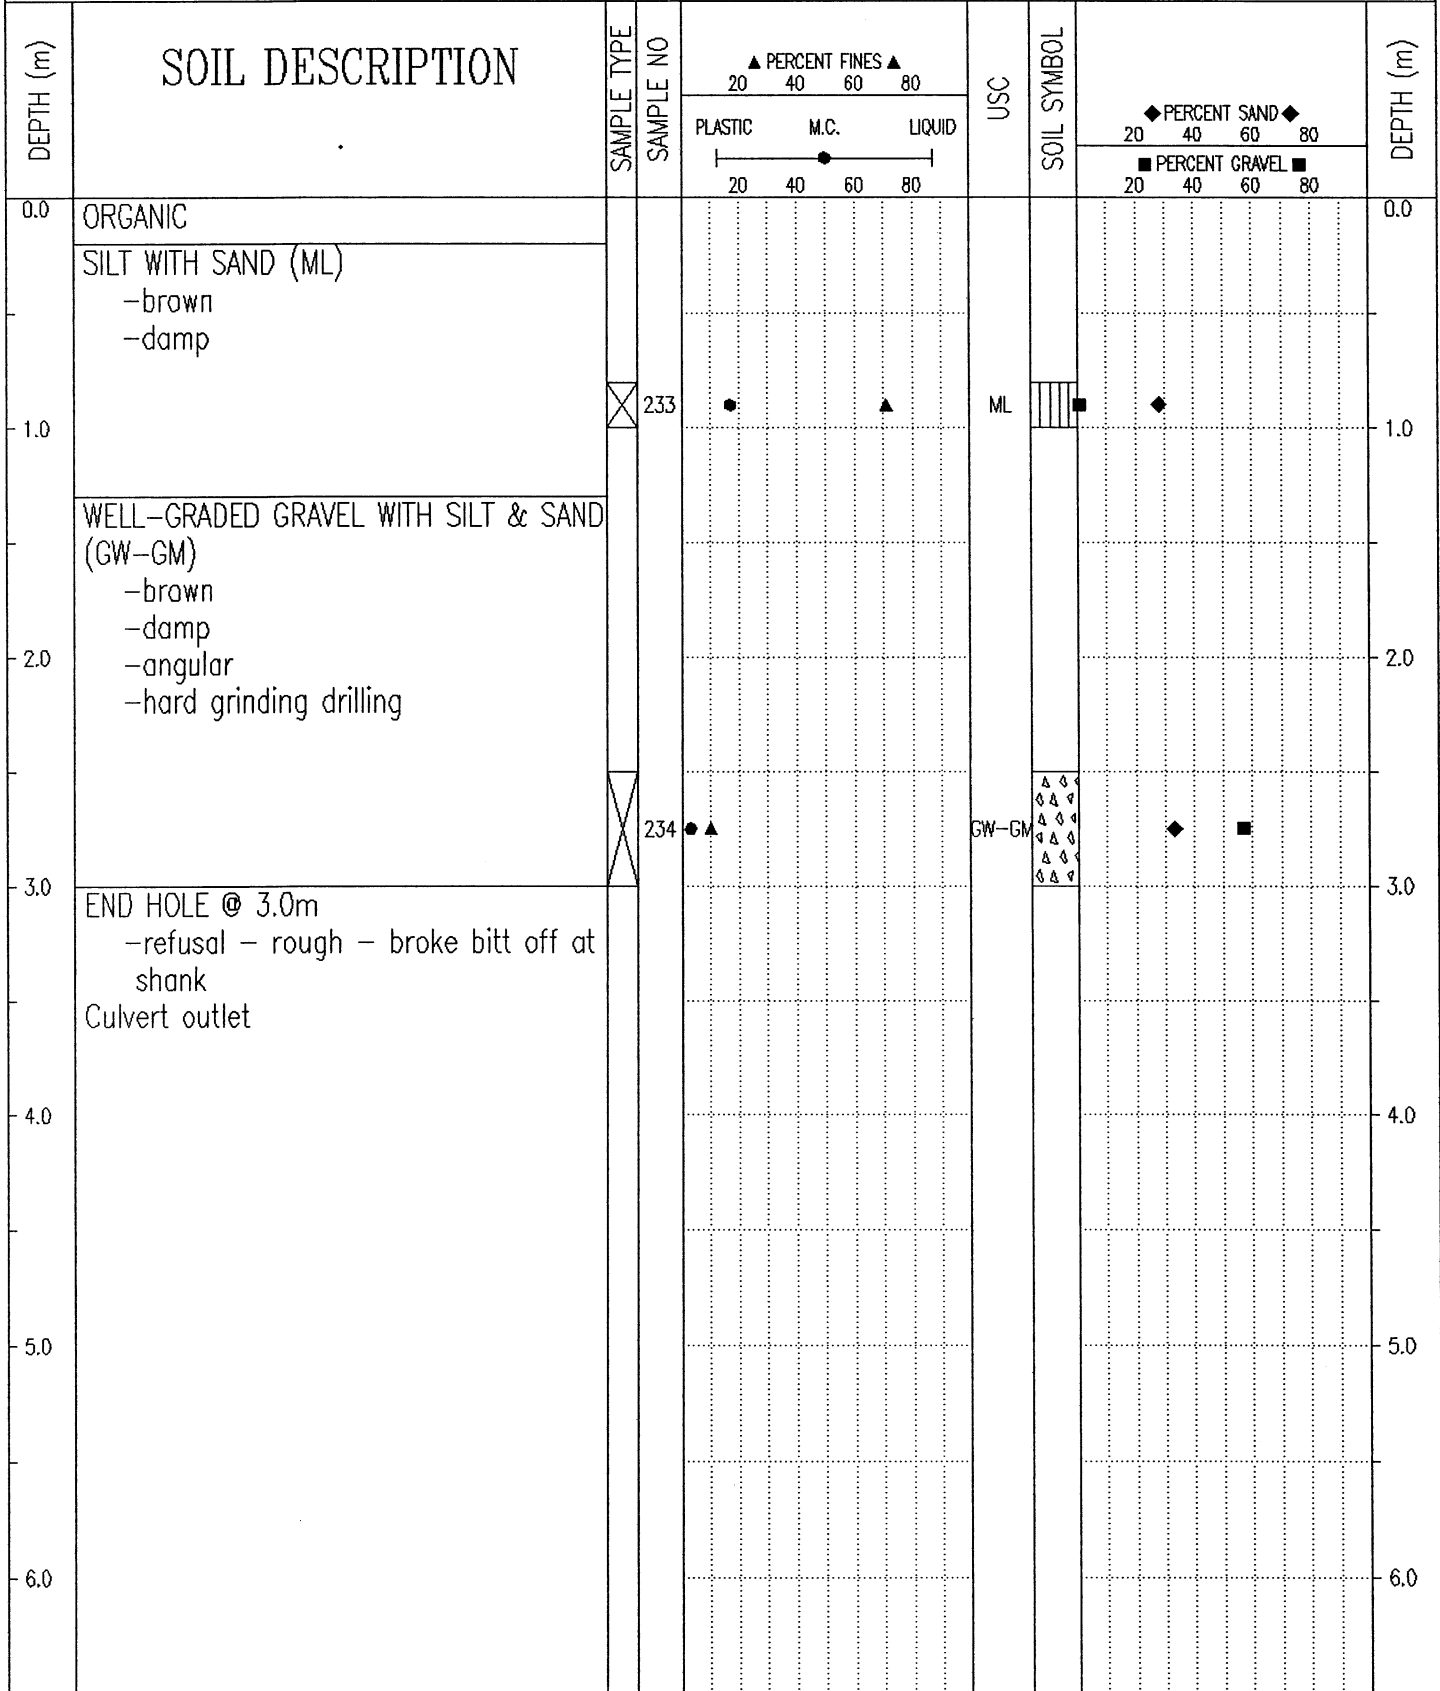 DEPTH (m)
SOIL DESCRIPTION
SAMPLE TYPE
SAMPLE NO
▲ PERCENT FINES ▲
20 40 60 80
PLASTIC M.C. LIQUID
20 40 60 80
USC
SOIL SYMBOL
◆ PERCENT SAND ◆
20 40 60 80
■ PERCENT GRAVEL ■
20 40 60 80
DEPTH (m)
0.0
ORGANIC
0.0
SILT WITH SAND (ML)
-brown
-damp
233
ML
1.0
1.0
WELL-GRADED GRAVEL WITH SILT & SAND
(GW-GM)
-brown
-damp
2.0
-angular
2.0
-hard grinding drilling
234
GW-GM
3.0
3.0
END HOLE @ 3.0m
-refusal - rough - broke bitt off at
shank
Culvert outlet
4.0
4.0
5.0
5.0
6.0
6.0